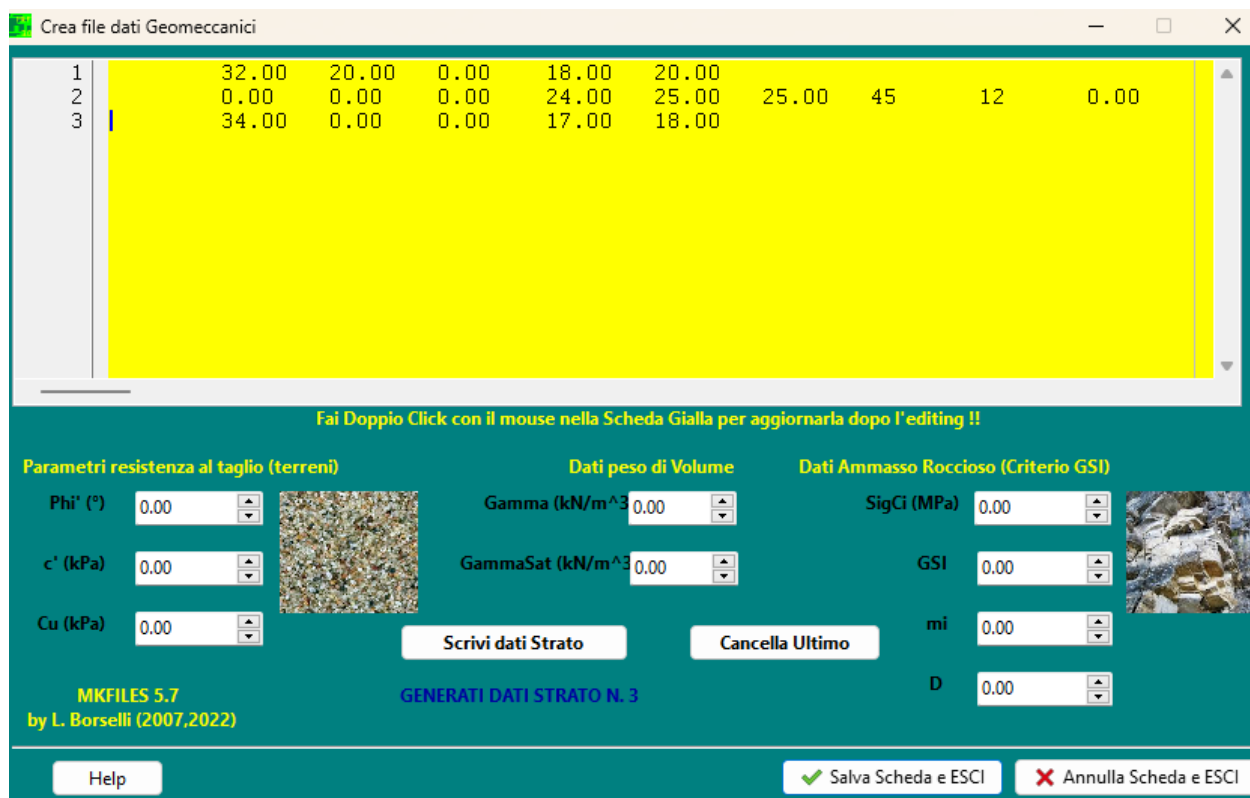 Crea file dati Geomeccanici
1 32.00 20.00 0.00 18.00 20.00
2 0.00 0.00 0.00 24.00 25.00 25.00 45 12 0.00
3 34.00 0.00 0.00 17.00 18.00
Fai Doppio Click con il mouse nella Scheda Gialla per aggiornarla dopo l'editing !!
Parametri resistenza al taglio (terreni) Dati peso di Volume Dati Ammasso Roccioso (Criterio GSI)
Phi' (°) 0.00 Gamma (kN/m^3 0.00 SigCi (MPa) 0.00
c' (kPa) 0.00 GammaSat (kN/m^3 0.00 GSI 0.00
Cu (kPa) 0.00 mi 0.00
Scrivi dati Strato Cancella Ultimo
D 0.00
MKFILES 5.7 GENERATI DATI STRATO N. 3
by L. Borselli (2007,2022)
Help Salva Scheda e ESCI Annulla Scheda e ESCI